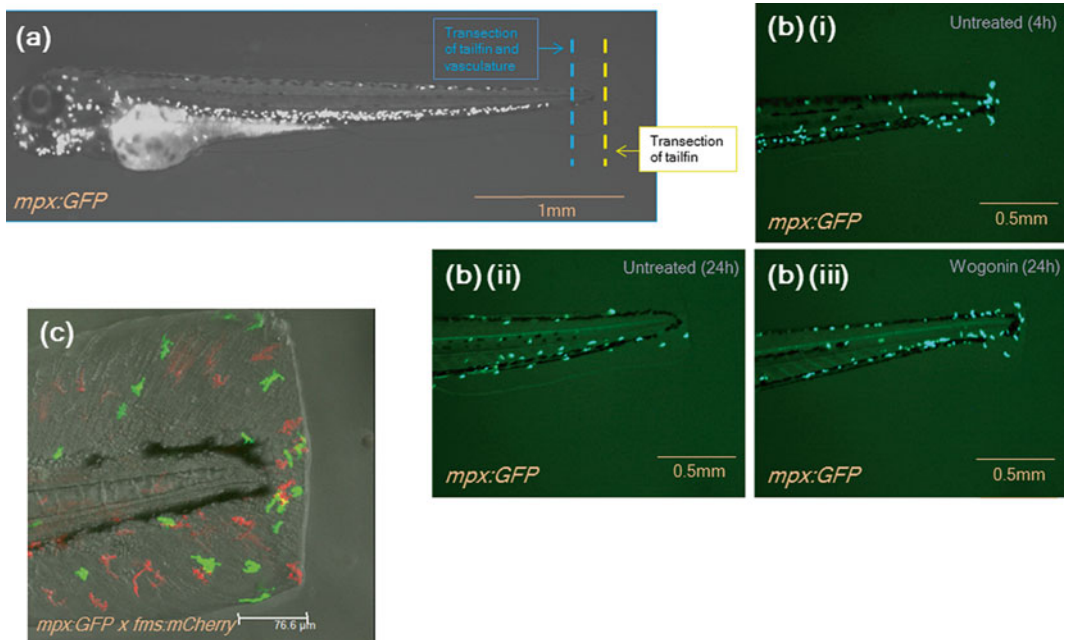 (a)
Transection
of tailfin and
vasculature
Transection
of tailfin
mpx:GFP
1mm
(b) (i)
Untreated (4h)
mpx:GFP
0.5mm
(b) (ii)
Untreated (24h)
mpx:GFP
0.5mm
(b) (iii)
Wogonin (24h)
mpx:GFP
0.5mm
(c)
mpx:GFP x fms:mCherry
76.6 µm